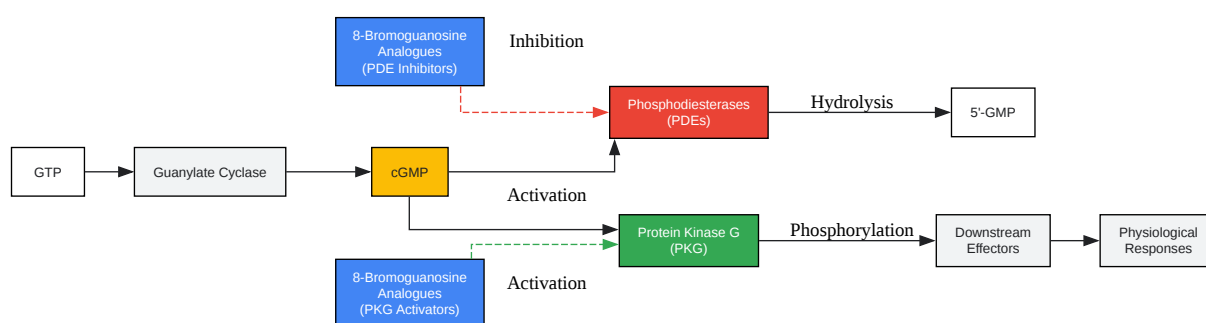 8-Bromoguanosine
Analogues
(PDE Inhibitors)
Inhibition
Phosphodiesterases
(PDEs)
Hydrolysis
5'-GMP
GTP
Guanylate Cyclase
cGMP
Activation
Protein Kinase G
(PKG)
Phosphorylation
Downstream
Effectors
Physiological
Responses
8-Bromoguanosine
Analogues
(PKG Activators)
Activation